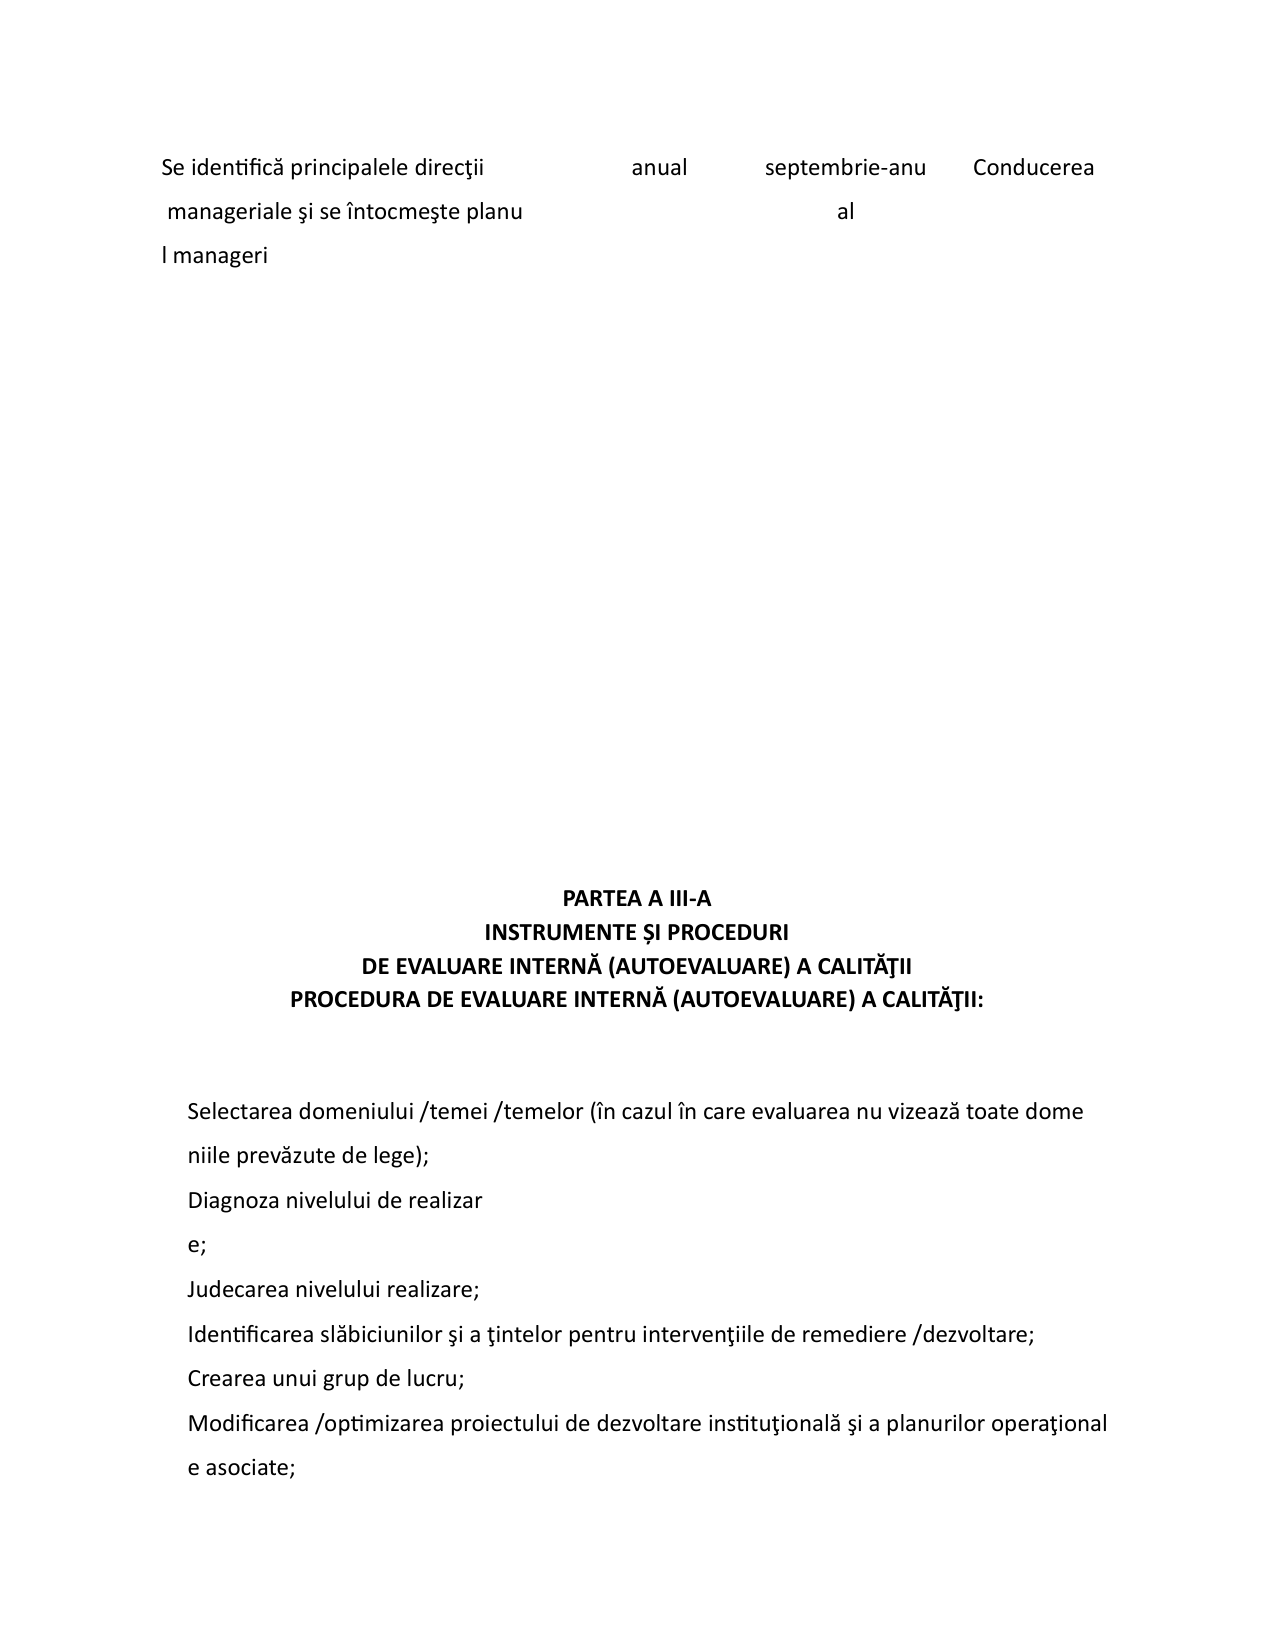 Se identifică principalele direcţii anual septembrie-anu Conducerea
manageriale şi se întocmeşte planu al
l manageri
PARTEA A III-A
INSTRUMENTE ȘI PROCEDURI
DE EVALUARE INTERNĂ (AUTOEVALUARE) A CALITĂŢII
PROCEDURA DE EVALUARE INTERNĂ (AUTOEVALUARE) A CALITĂŢII:
Selectarea domeniului /temei /temelor (în cazul în care evaluarea nu vizează toate dome
niile prevăzute de lege);
Diagnoza nivelului de realizar
e;
Judecarea nivelului realizare;
Identificarea slăbiciunilor şi a ţintelor pentru intervenţiile de remediere /dezvoltare;
Crearea unui grup de lucru;
Modificarea /optimizarea proiectului de dezvoltare instituţională şi a planurilor operaţional
e asociate;